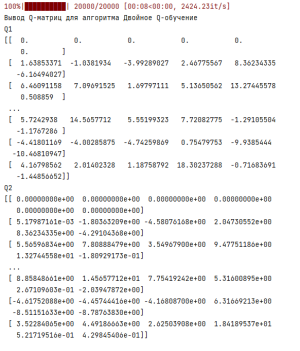 100%|██████████| 20000/20000 [00:08<00:00, 2424.23it/s]
Вывод Q-матриц для алгоритма Двойное Q-обучение
Q1
[[  0.          0.          0.          0.          0.
    0.        ]
 [  1.63853371  -1.0381934  -3.99289027   2.46775567   8.36234335
   -6.16494027]
 [  6.46091158   7.09691525   1.69797111   5.13650562  13.27445578
    0.508859  ]
 ...
 [  5.7242938   14.5657712   5.55199323   7.72082775  -1.29105504
   -1.1767286 ]
 [ -4.41801169  -4.00285875  -4.74259869   0.75479753  -9.9385444
  -10.46810947]
 [  4.16798562   2.01402328   1.18758792  18.30237288  -0.71683691
   -1.44856652]]
Q2
[[ 0.00000000e+00  0.00000000e+00  0.00000000e+00  0.00000000e+00
   0.00000000e+00  0.00000000e+00]
 [ 5.17987161e-03 -1.80363209e+00 -4.58076168e+00  2.04730552e+00
   8.36234335e+00 -4.29104368e+00]
 [ 5.56596834e+00  7.80888479e+00  3.54967900e+00  9.47751186e+00
   1.32744558e+01 -1.80929173e-01]
 ...
 [ 8.85848661e+00  1.45657712e+01  7.75419242e+00  5.31600895e+00
   2.67109603e-01 -2.03947872e+00]
 [-4.61752088e+00 -4.45744416e+00 -4.16808700e+00  6.31669213e+00
  -8.51151633e+00 -8.78763830e+00]
 [ 3.52284065e+00  4.49186663e+00  2.62503908e+00  1.84189537e+01
   5.21719516e-01  4.29845406e-01]]